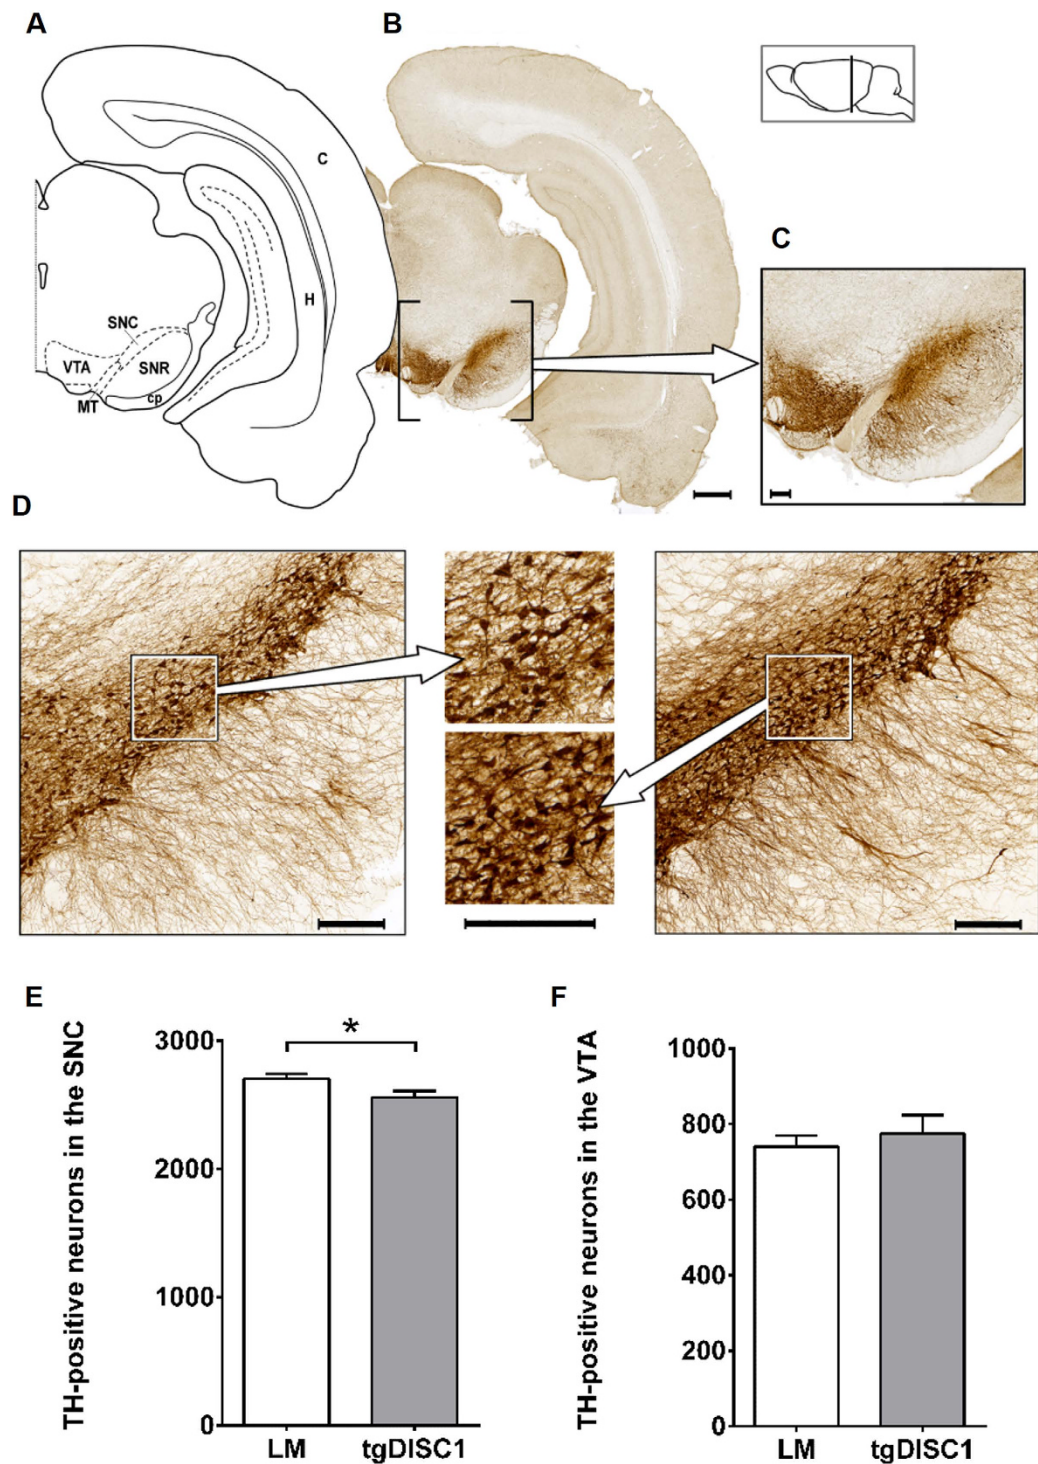 A
B
C
C
H
SNC
VTA
SNR
MT
cp
D
E
F
TH-positive neurons in the SNC
3000
2000
1000
0
*
LM
tgDISC1
TH-positive neurons in the VTA
1000
800
600
400
200
0
LM
tgDISC1